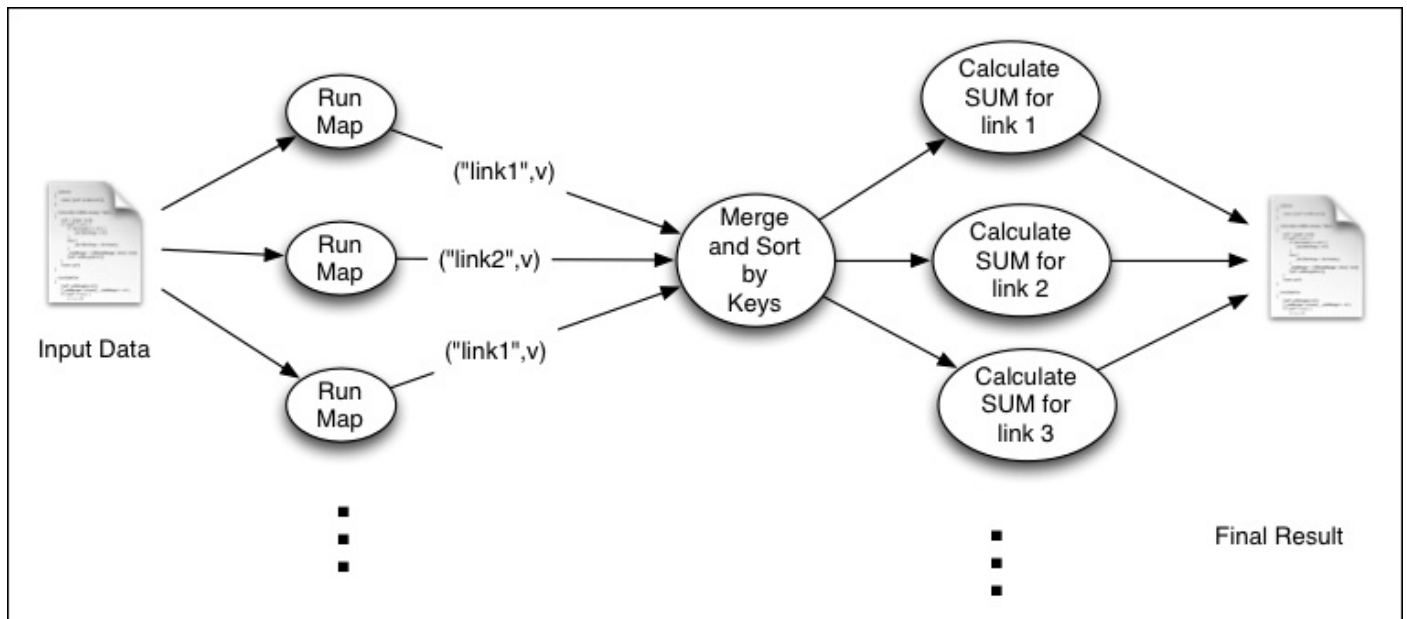 Run
Map
("link1",v)
Run
Map
("link2",v)
Run
Map
("link1",v)
Input Data
Merge
and Sort
by
Keys
Calculate
SUM for
link 1
Calculate
SUM for
link 2
Calculate
SUM for
link 3
Final Result